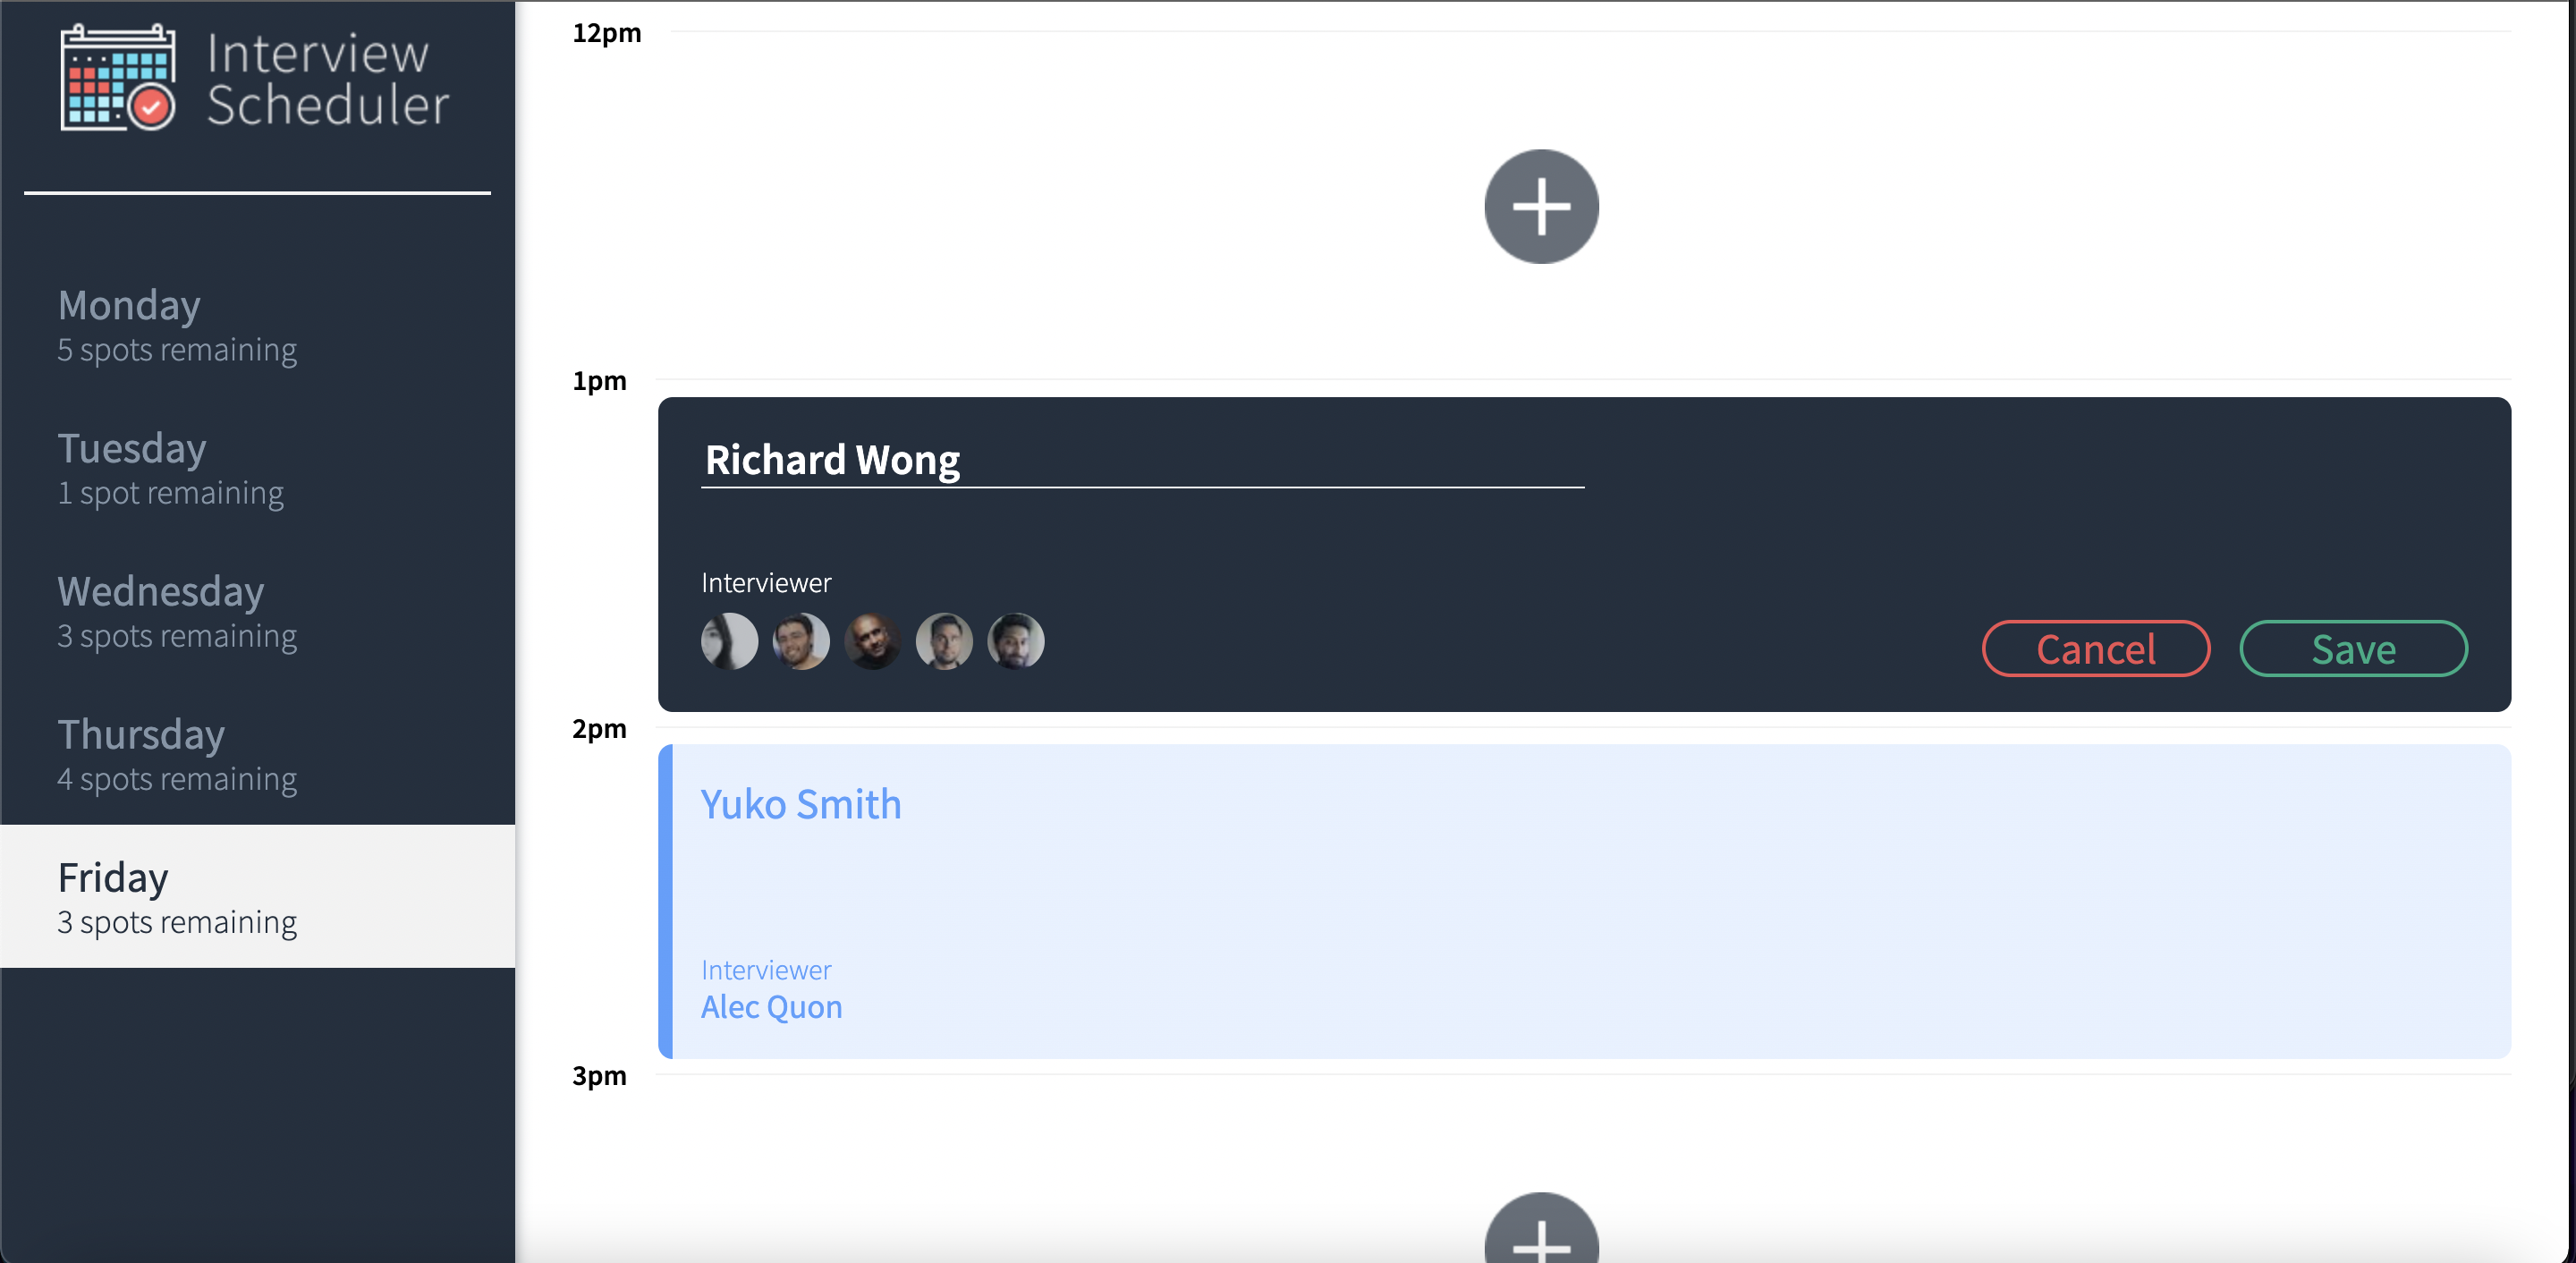 Interview
Scheduler
Monday
5 spots remaining
Tuesday
1 spot remaining
Wednesday
3 spots remaining
Thursday
4 spots remaining
Friday
3 spots remaining
12pm
1pm
Richard Wong
Interviewer
Cancel
Save
2pm
Yuko Smith
Interviewer
Alec Quon
3pm